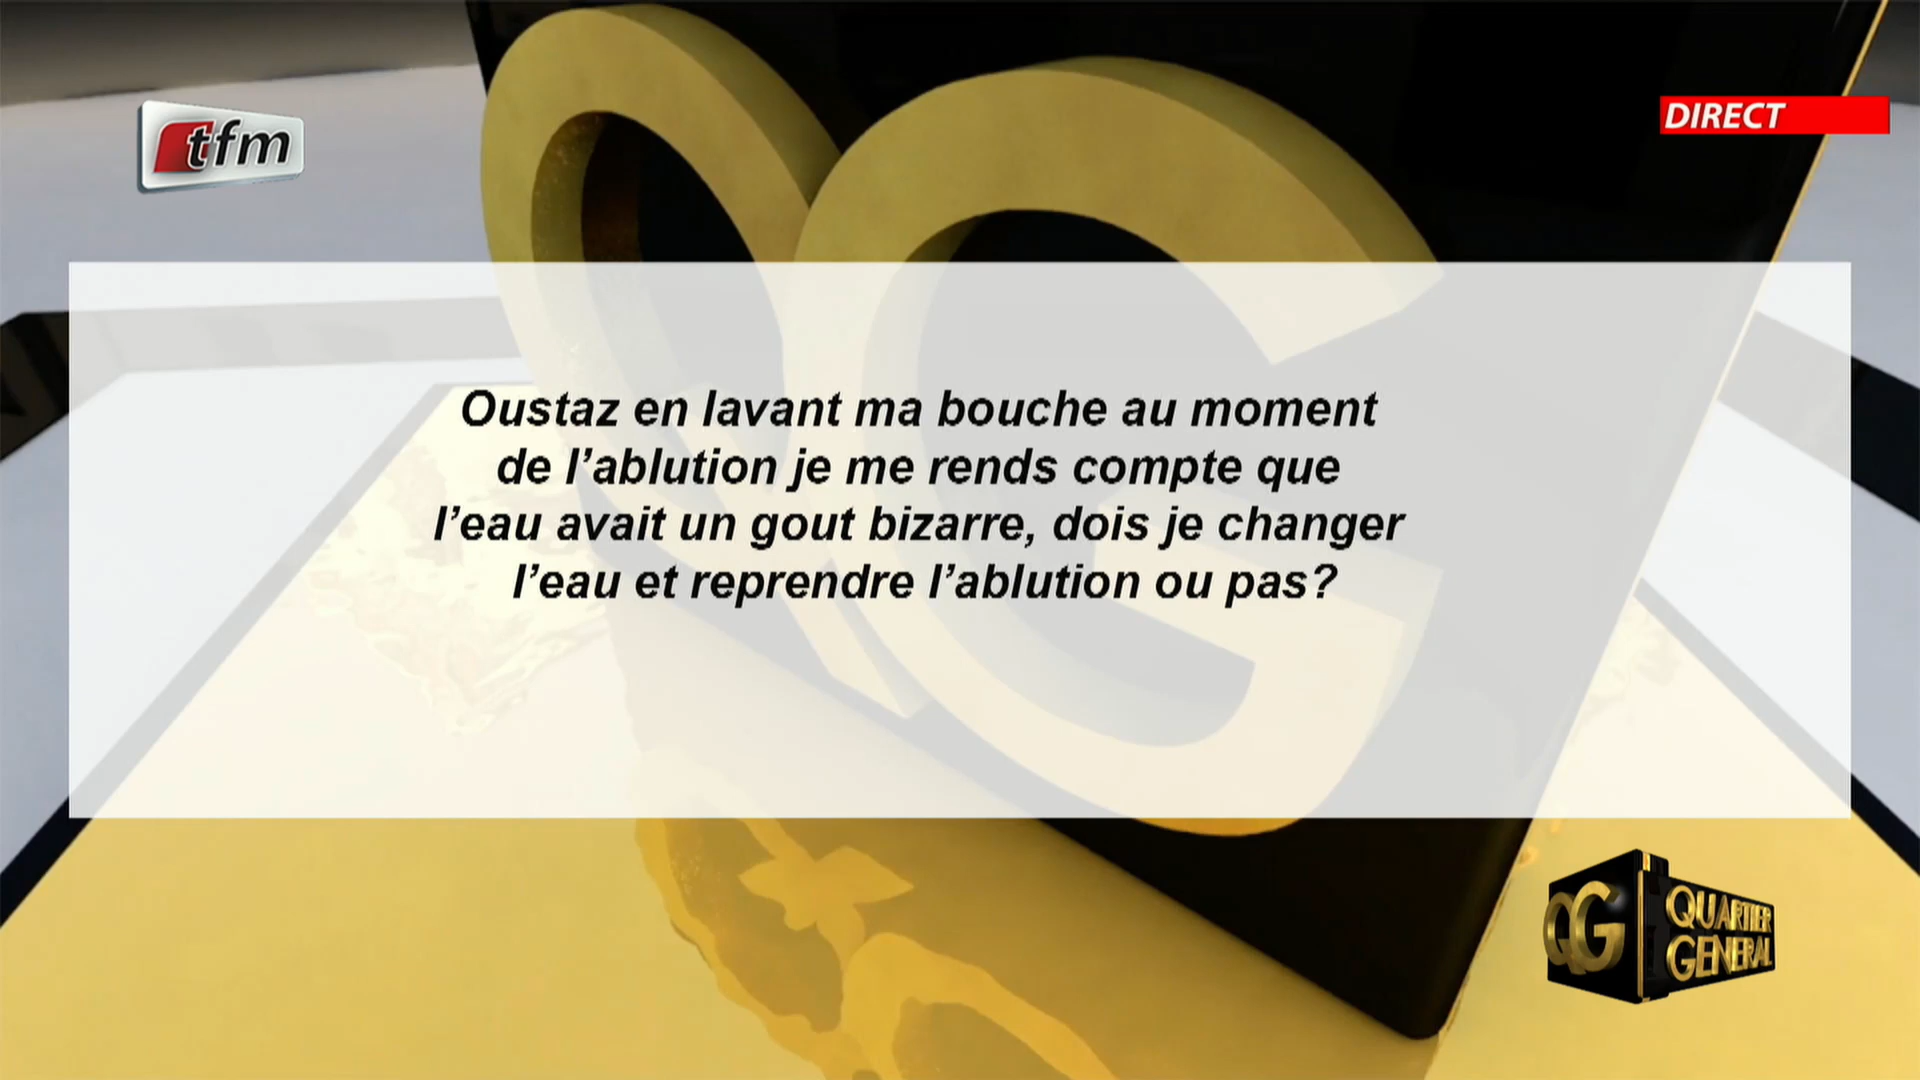 tfm
DIRECT
Oustaz en lavant ma bouche au moment
de l’ablution je me rends compte que
l’eau avait un gout bizarre, dois je changer
l’eau et reprendre l’ablution ou pas?
QG
QUARTIER
GENERAL